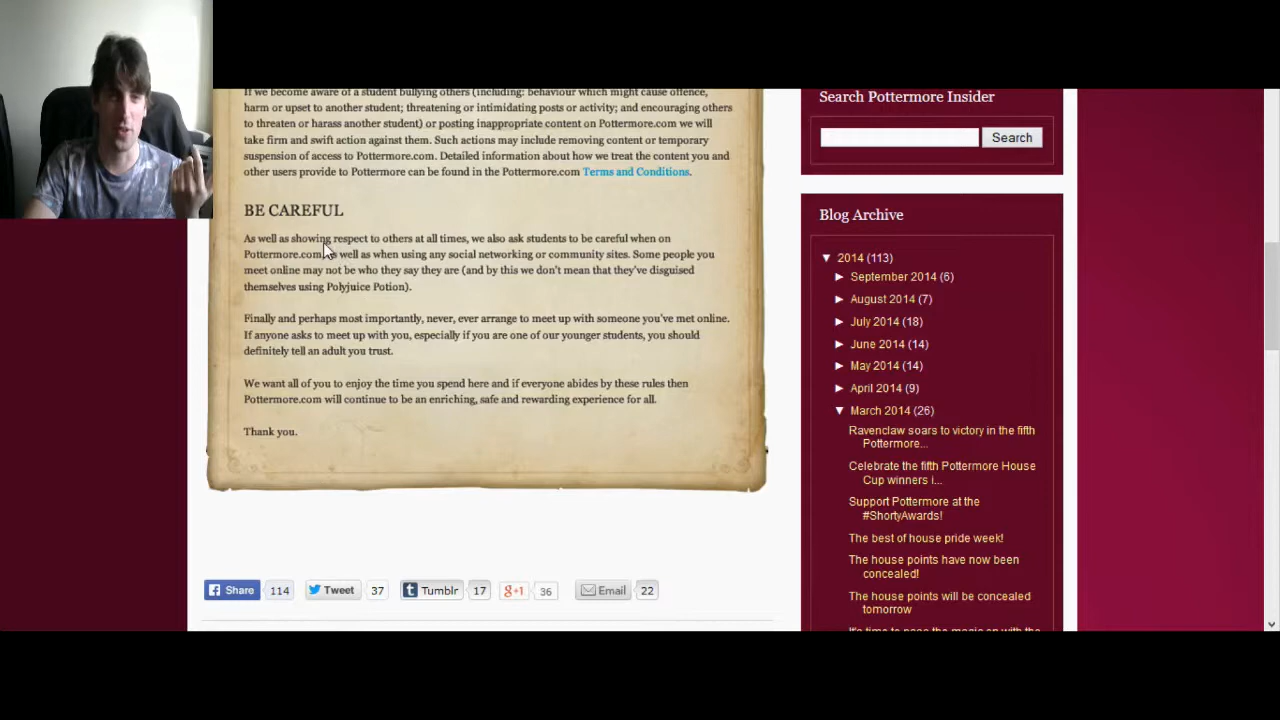 If we become aware of a student bullying others (including: behaviour which might cause offence,
harm or upset to another student; threatening or intimidating posts or activity; and encouraging others
to threaten or harass another student) or posting inappropriate content on Pottermore.com we will
take firm and swift action against them. Such actions may include removing content or temporary
suspension of access to Pottermore.com. Detailed information about how we treat the content you and
other users provide to Pottermore can be found in the Pottermore.com Terms and Conditions.
BE CAREFUL
As well as showing respect to others at all times, we also ask students to be careful when on
Pottermore.com as well as when using any social networking or community sites. Some people you
meet online may not be who they say they are (and by this we don't mean that they've disguised
themselves using Polyjuice Potion).
Finally and perhaps most importantly, never, ever arrange to meet up with someone you've met online.
If anyone asks to meet up with you, especially if you are one of our younger students, you should
definitely tell an adult you trust.
We want all of you to enjoy the time you spend here and if everyone abides by these rules then
Pottermore.com will continue to be an enriching, safe and rewarding experience for all.
Thank you.
Share 114 Tweet 37 Tumblr 17 g+1 36 Email 22
Search Pottermore Insider
Search
Blog Archive
▼ 2014 (113)
► September 2014 (6)
► August 2014 (7)
► July 2014 (18)
► June 2014 (14)
► May 2014 (14)
► April 2014 (9)
▼ March 2014 (26)
Ravenclaw soars to victory in the fifth
Pottermore...
Celebrate the fifth Pottermore House
Cup winners i...
Support Pottermore at the
#ShortyAwards!
The best of house pride week!
The house points have now been
concealed!
The house points will be concealed
tomorrow
It's time to pass the magic on with the